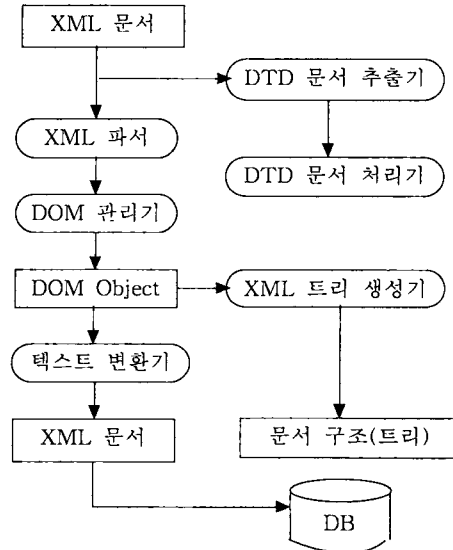 XML 문서
DTD 문서 추출기
XML 파서
DTD 문서 처리기
DOM 관리기
DOM Object
XML 트리 생성기
텍스트 변환기
XML 문서
문서 구조(트리)
DB